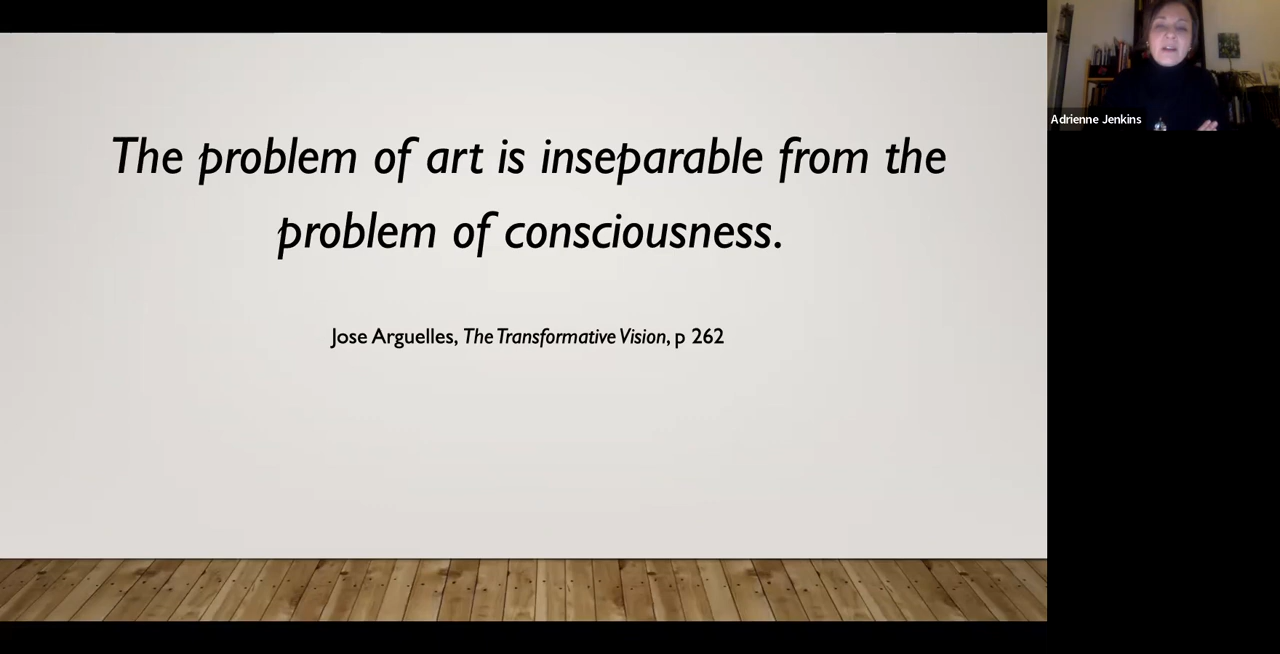 The problem of art is inseparable from the
problem of consciousness.
Jose Arguelles, The Transformative Vision, p 262
Adrienne Jenkins